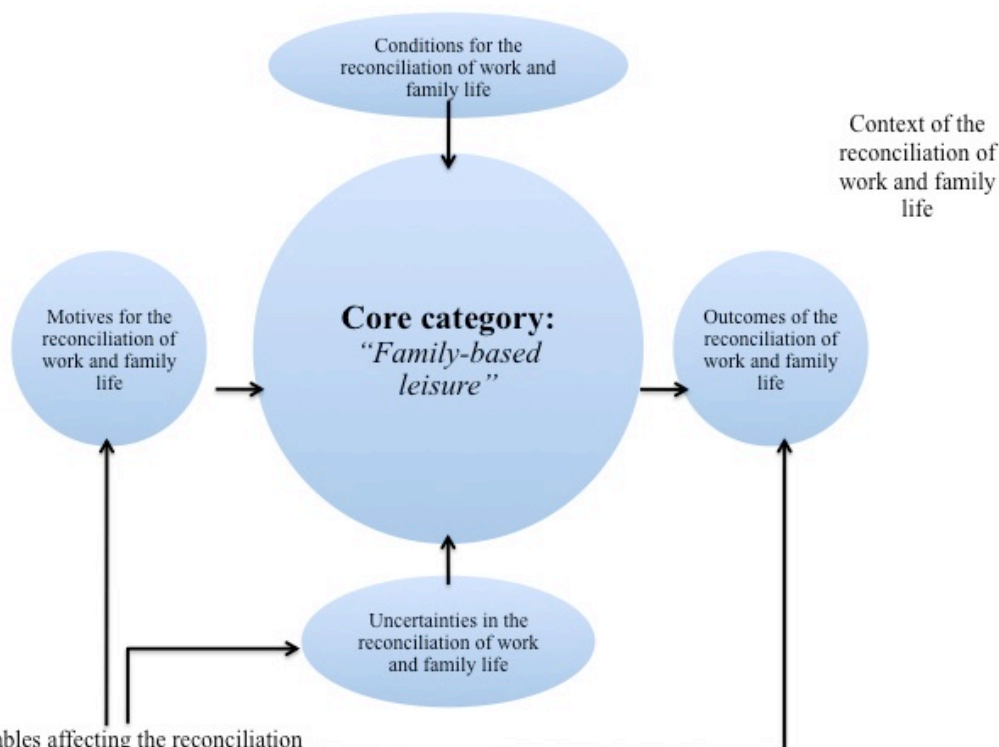 Conditions for the
reconciliation of work and
family life
Context of the
reconciliation of
work and family
life
Motives for the
reconciliation of
work and family
life
Core category:
“Family-based
leisure”
Outcomes of the
reconciliation of
work and family
life
Uncertainties in the
reconciliation of work
and family life
affecting the reconciliation